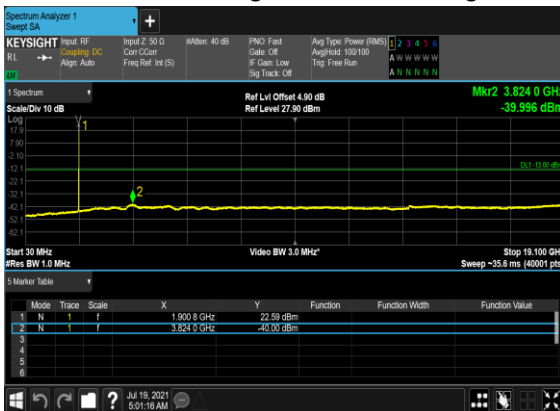 Spectrum Analyzer 1
Swept SA
KEYSIGHT Input: RF Input Z: 50 Ω #Atten: 40 dB PNO: Fast Avg Type: Power (RMS) 1 2 3 4 5 6
RL Coupling: DC Corr CCorr Gate: Off Avg|Hold: 100/100 A W W W W W
Align: Auto Freq Ref: Int (S) IF Gain: Low Trig: Free Run
Sig Track: Off A N N N N N
LV
1 Spectrum Ref Lvl Offset 4.90 dB Mkr2 3.824 0 GHz
Scale/Div 10 dB Ref Level 27.90 dBm -39.996 dBm
Log
17.9
7.90
-2.10
-12.1
-22.1
-32.1
-42.1
-52.1
-62.1
1
DL1 -13.00 dBm
2
Start 30 MHz Video BW 3.0 MHz* Stop 19.100 GHz
#Res BW 1.0 MHz Sweep ~35.6 ms (40001 pts)
5 Marker Table
Mode Trace Scale X Y Function Function Width Function Value
1 N 1 f 1.900 8 GHz 22.59 dBm
2 N 1 f 3.824 0 GHz -40.00 dBm
3
4
5
6
Jul 19, 2021
5:01:16 AM